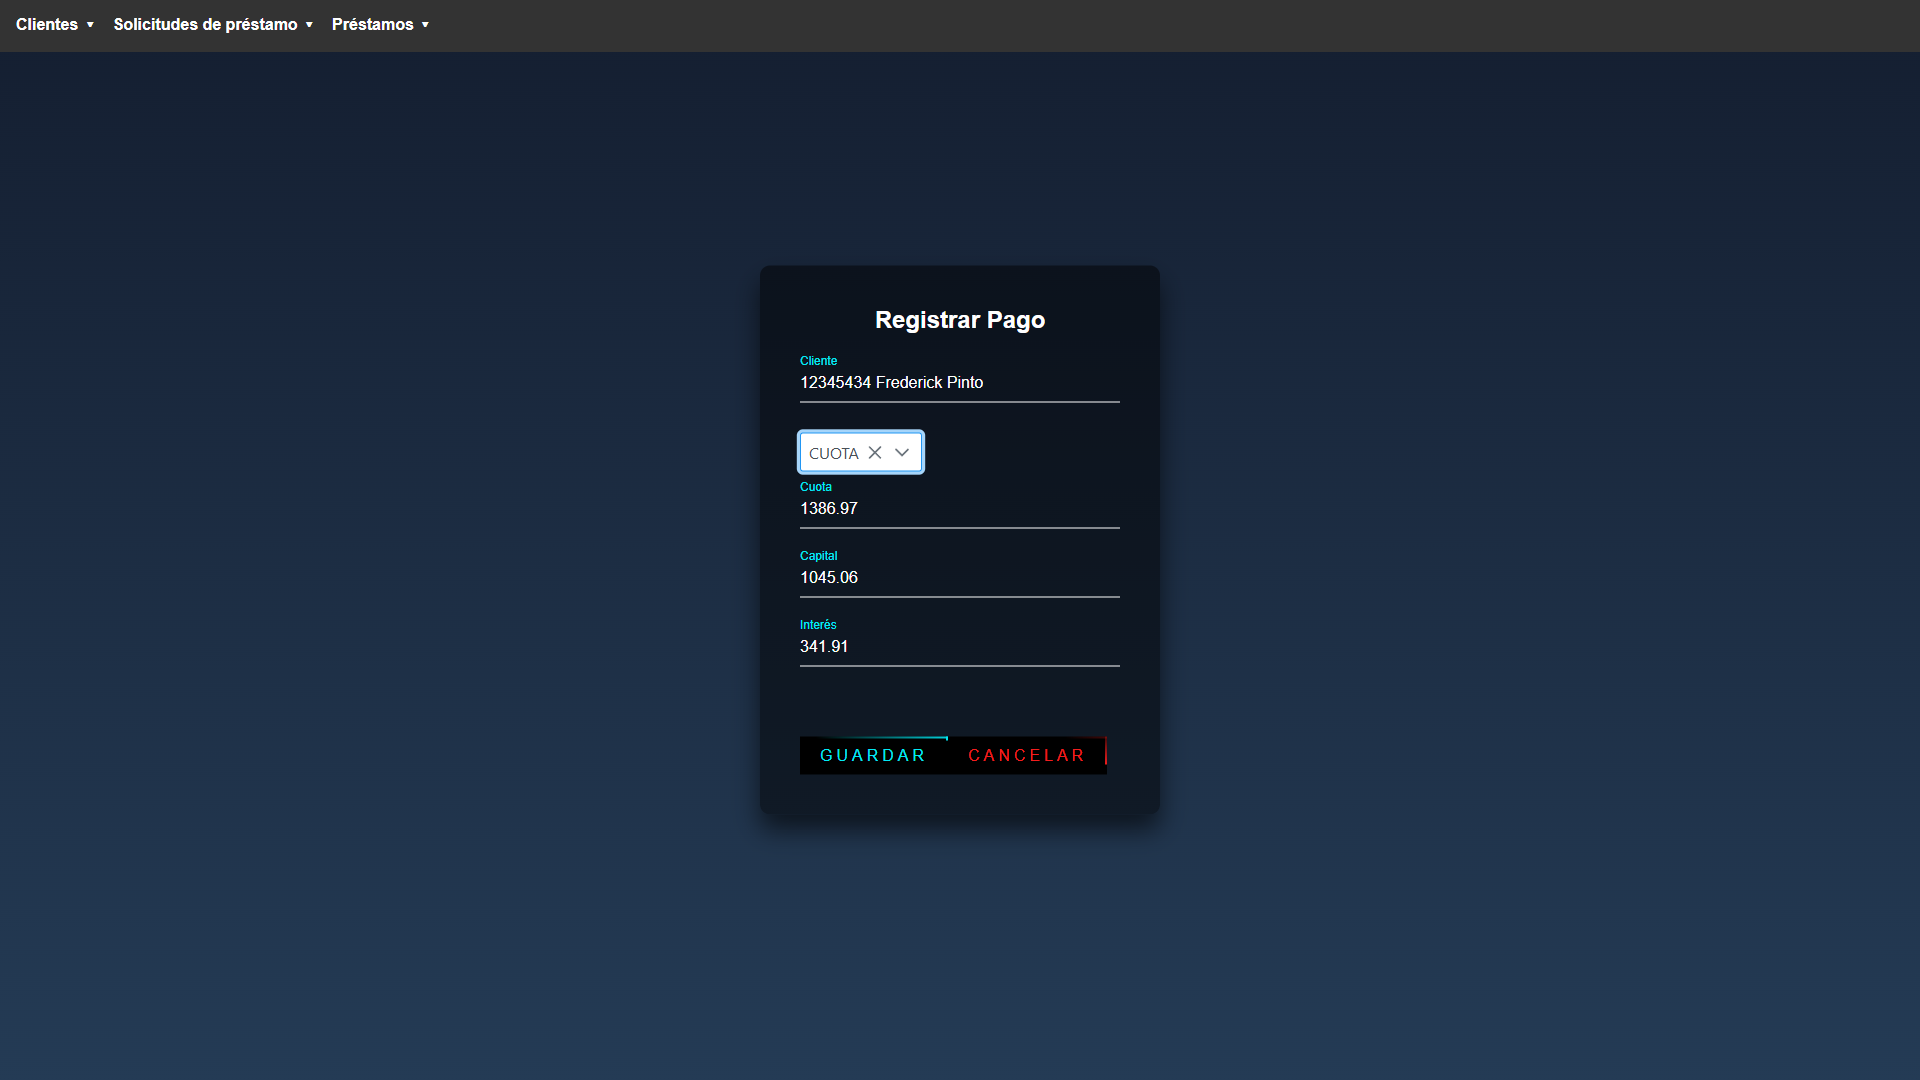 Clientes ▼ Solicitudes de préstamo ▼ Préstamos ▼
Registrar Pago
Cliente
12345434 Frederick Pinto
CUOTA
Cuota
1386.97
Capital
1045.06
Interés
341.91
GUARDAR CANCELAR